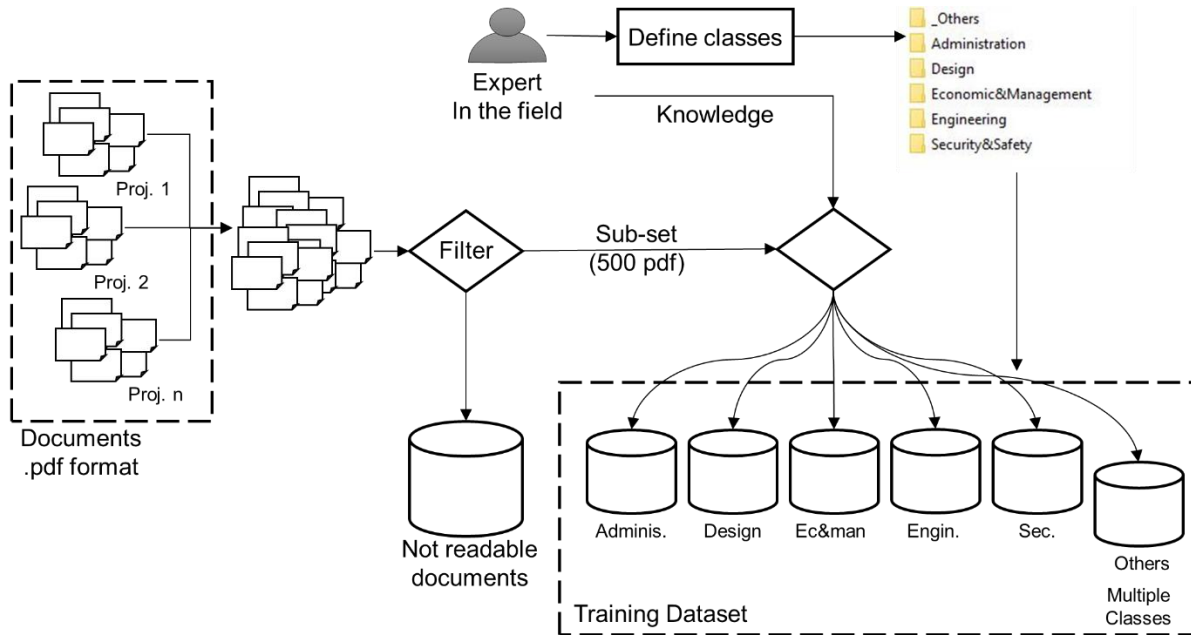 _Others
Administration
Design
Economic&Management
Engineering
Security&Safety
Define classes
Expert
In the field
Knowledge
Proj. 1
Proj. 2
Proj. n
Documents
.pdf format
Filter
Sub-set
(500 pdf)
Not readable
documents
Adminis.
Design
Ec&man
Engin.
Sec.
Others
Multiple
Classes
Training Dataset